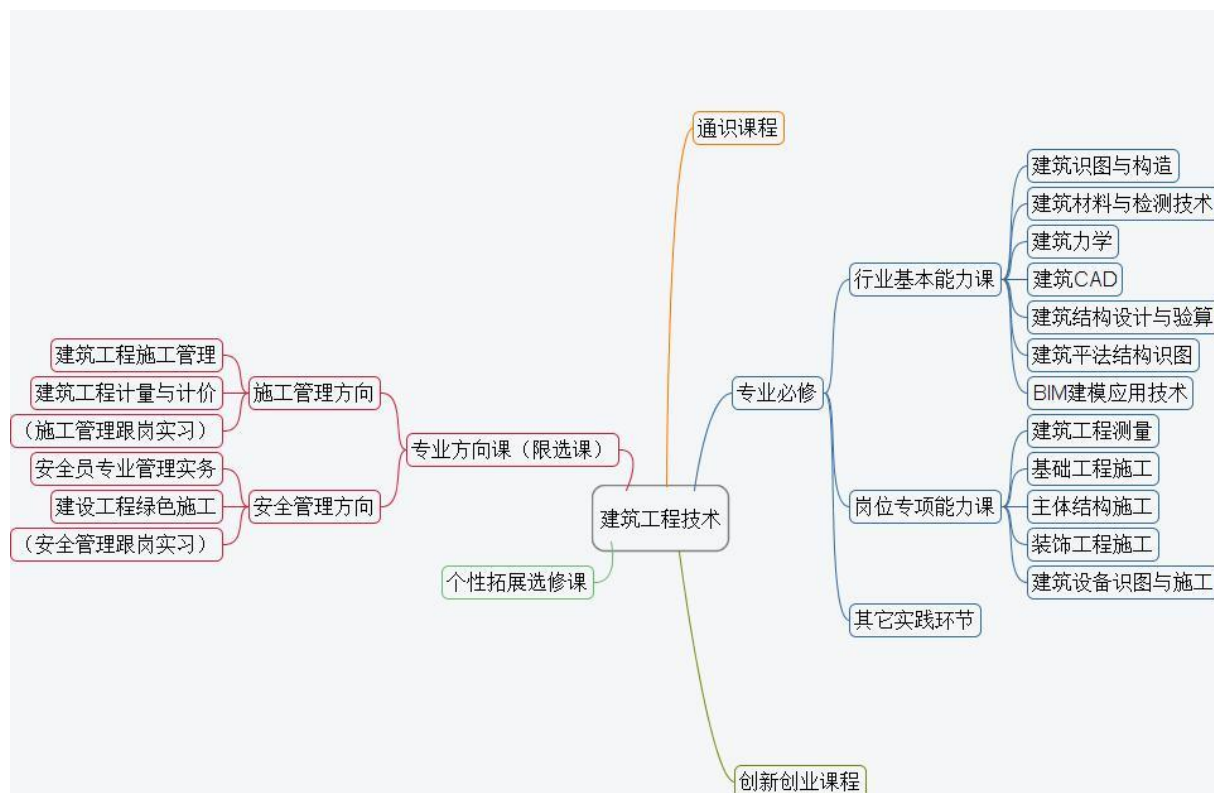 通识课程
建筑识图与构造
建筑材料与检测技术
建筑力学
行业基本能力课
建筑CAD
建筑结构设计与验算
建筑工程施工管理
建筑平法结构识图
建筑工程计量与计价
施工管理方向
专业必修
BIM建模应用技术
（施工管理跟岗实习）
建筑工程测量
专业方向课（限选课）
安全员专业管理实务
基础工程施工
建设工程绿色施工
安全管理方向
建筑工程技术
岗位专项能力课
主体结构施工
（安全管理跟岗实习）
装饰工程施工
个性拓展选修课
建筑设备识图与施工
其它实践环节
创新创业课程